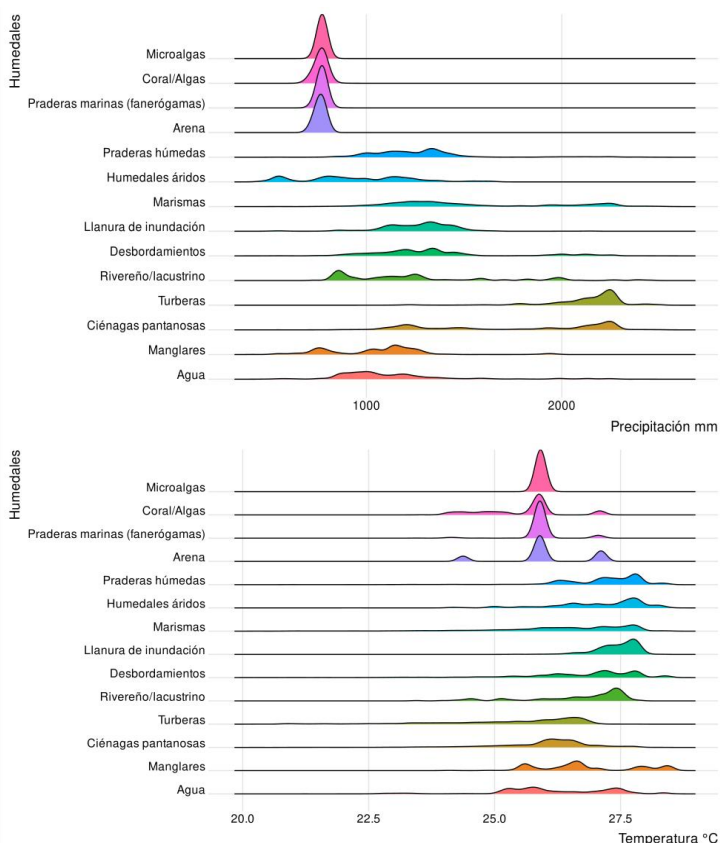 Humedales
Microalgas
Coral/Algas
Praderas marinas (fanerógamas)
Arena
Praderas húmedas
Humedales áridos
Marismas
Llanura de inundación
Desbordamientos
Rivereño/lacustrino
Turberas
Ciénagas pantanosas
Manglares
Agua
1000 2000
Precipitación mm
Humedales
Microalgas
Coral/Algas
Praderas marinas (fanerógamas)
Arena
Praderas húmedas
Humedales áridos
Marismas
Llanura de inundación
Desbordamientos
Rivereño/lacustrino
Turberas
Ciénagas pantanosas
Manglares
Agua
20.0 22.5 25.0 27.5
Temperatura °C